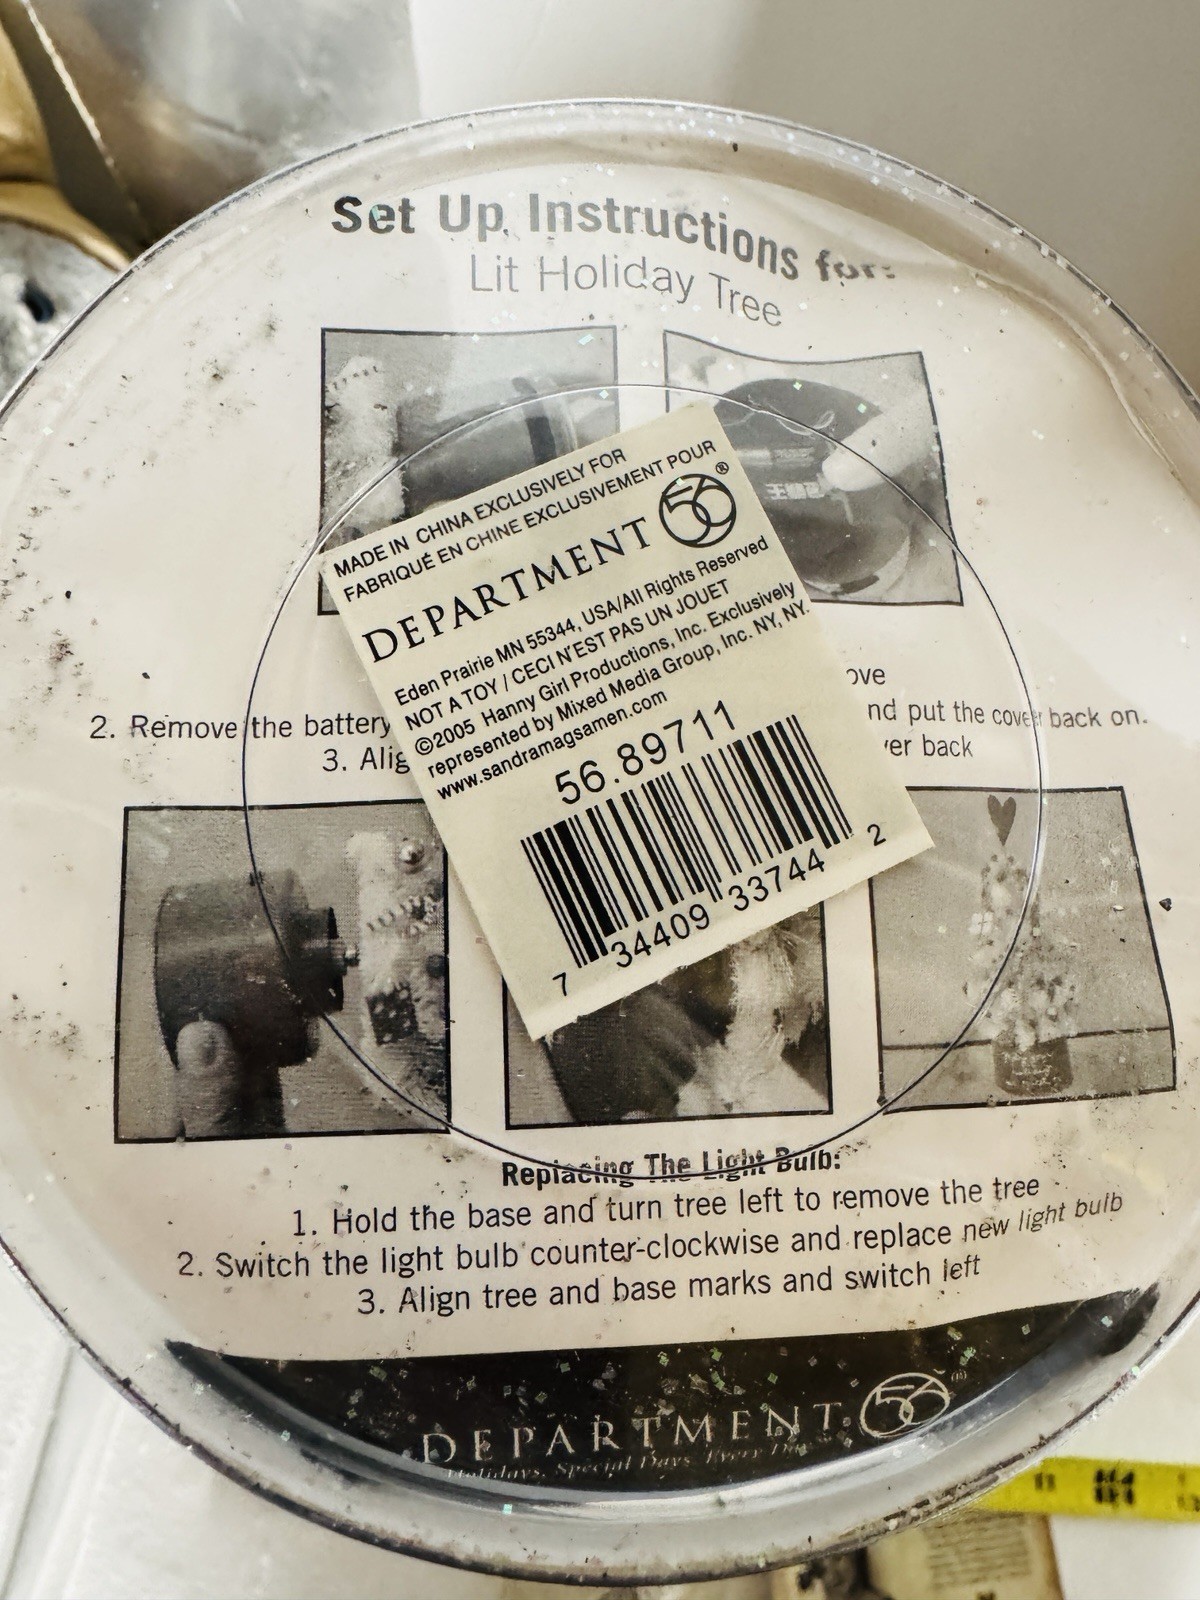 Set Up Instructions for:
Lit Holiday Tree
MADE IN CHINA EXCLUSIVELY FOR
FABRIQUÉ EN CHINE EXCLUSIVEMENT POUR
DEPARTMENT 56®
Eden Prairie MN 55344, USA/All Rights Reserved
NOT A TOY / CECI N'EST PAS UN JOUET
©2005 Hanny Girl Productions, Inc. Exclusively
represented by Mixed Media Group, Inc. NY, NY.
www.sandramagsamen.com
56.89711
7 34409 33744 2
ove
2. Remove the battery nd put the cover back on.
3. Alig ver back
Replacing The Light Bulb:
1. Hold the base and turn tree left to remove the tree
2. Switch the light bulb counter-clockwise and replace new light bulb
3. Align tree and base marks and switch left
DEPARTMENT 56®
Holidays, Special Days, Every Day